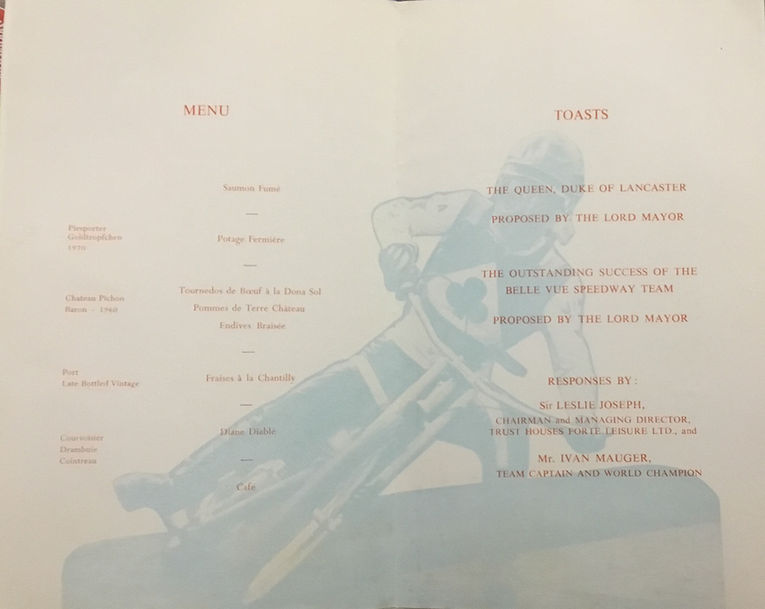 MENU
Saumon Fumé
Piesporter
Goldtropfchen
1970
Potage Fermière
Chateau Pichon
Baron - 1960
Tournedos de Bœuf à la Dona Sol
Pommes de Terre Château
Endives Braisée
Port
Late Bottled Vintage
Fraises à la Chantilly
Diane Diablé
Courvoisier
Drambuie
Cointreau
Café
TOASTS
THE QUEEN, DUKE OF LANCASTER
PROPOSED BY THE LORD MAYOR
THE OUTSTANDING SUCCESS OF THE
BELLE VUE SPEEDWAY TEAM
PROPOSED BY THE LORD MAYOR
RESPONSES BY:
Sir LESLIE JOSEPH,
CHAIRMAN and MANAGING DIRECTOR,
TRUST HOUSES FORTE LEISURE LTD., and
Mr. IVAN MAUGER,
TEAM CAPTAIN AND WORLD CHAMPION